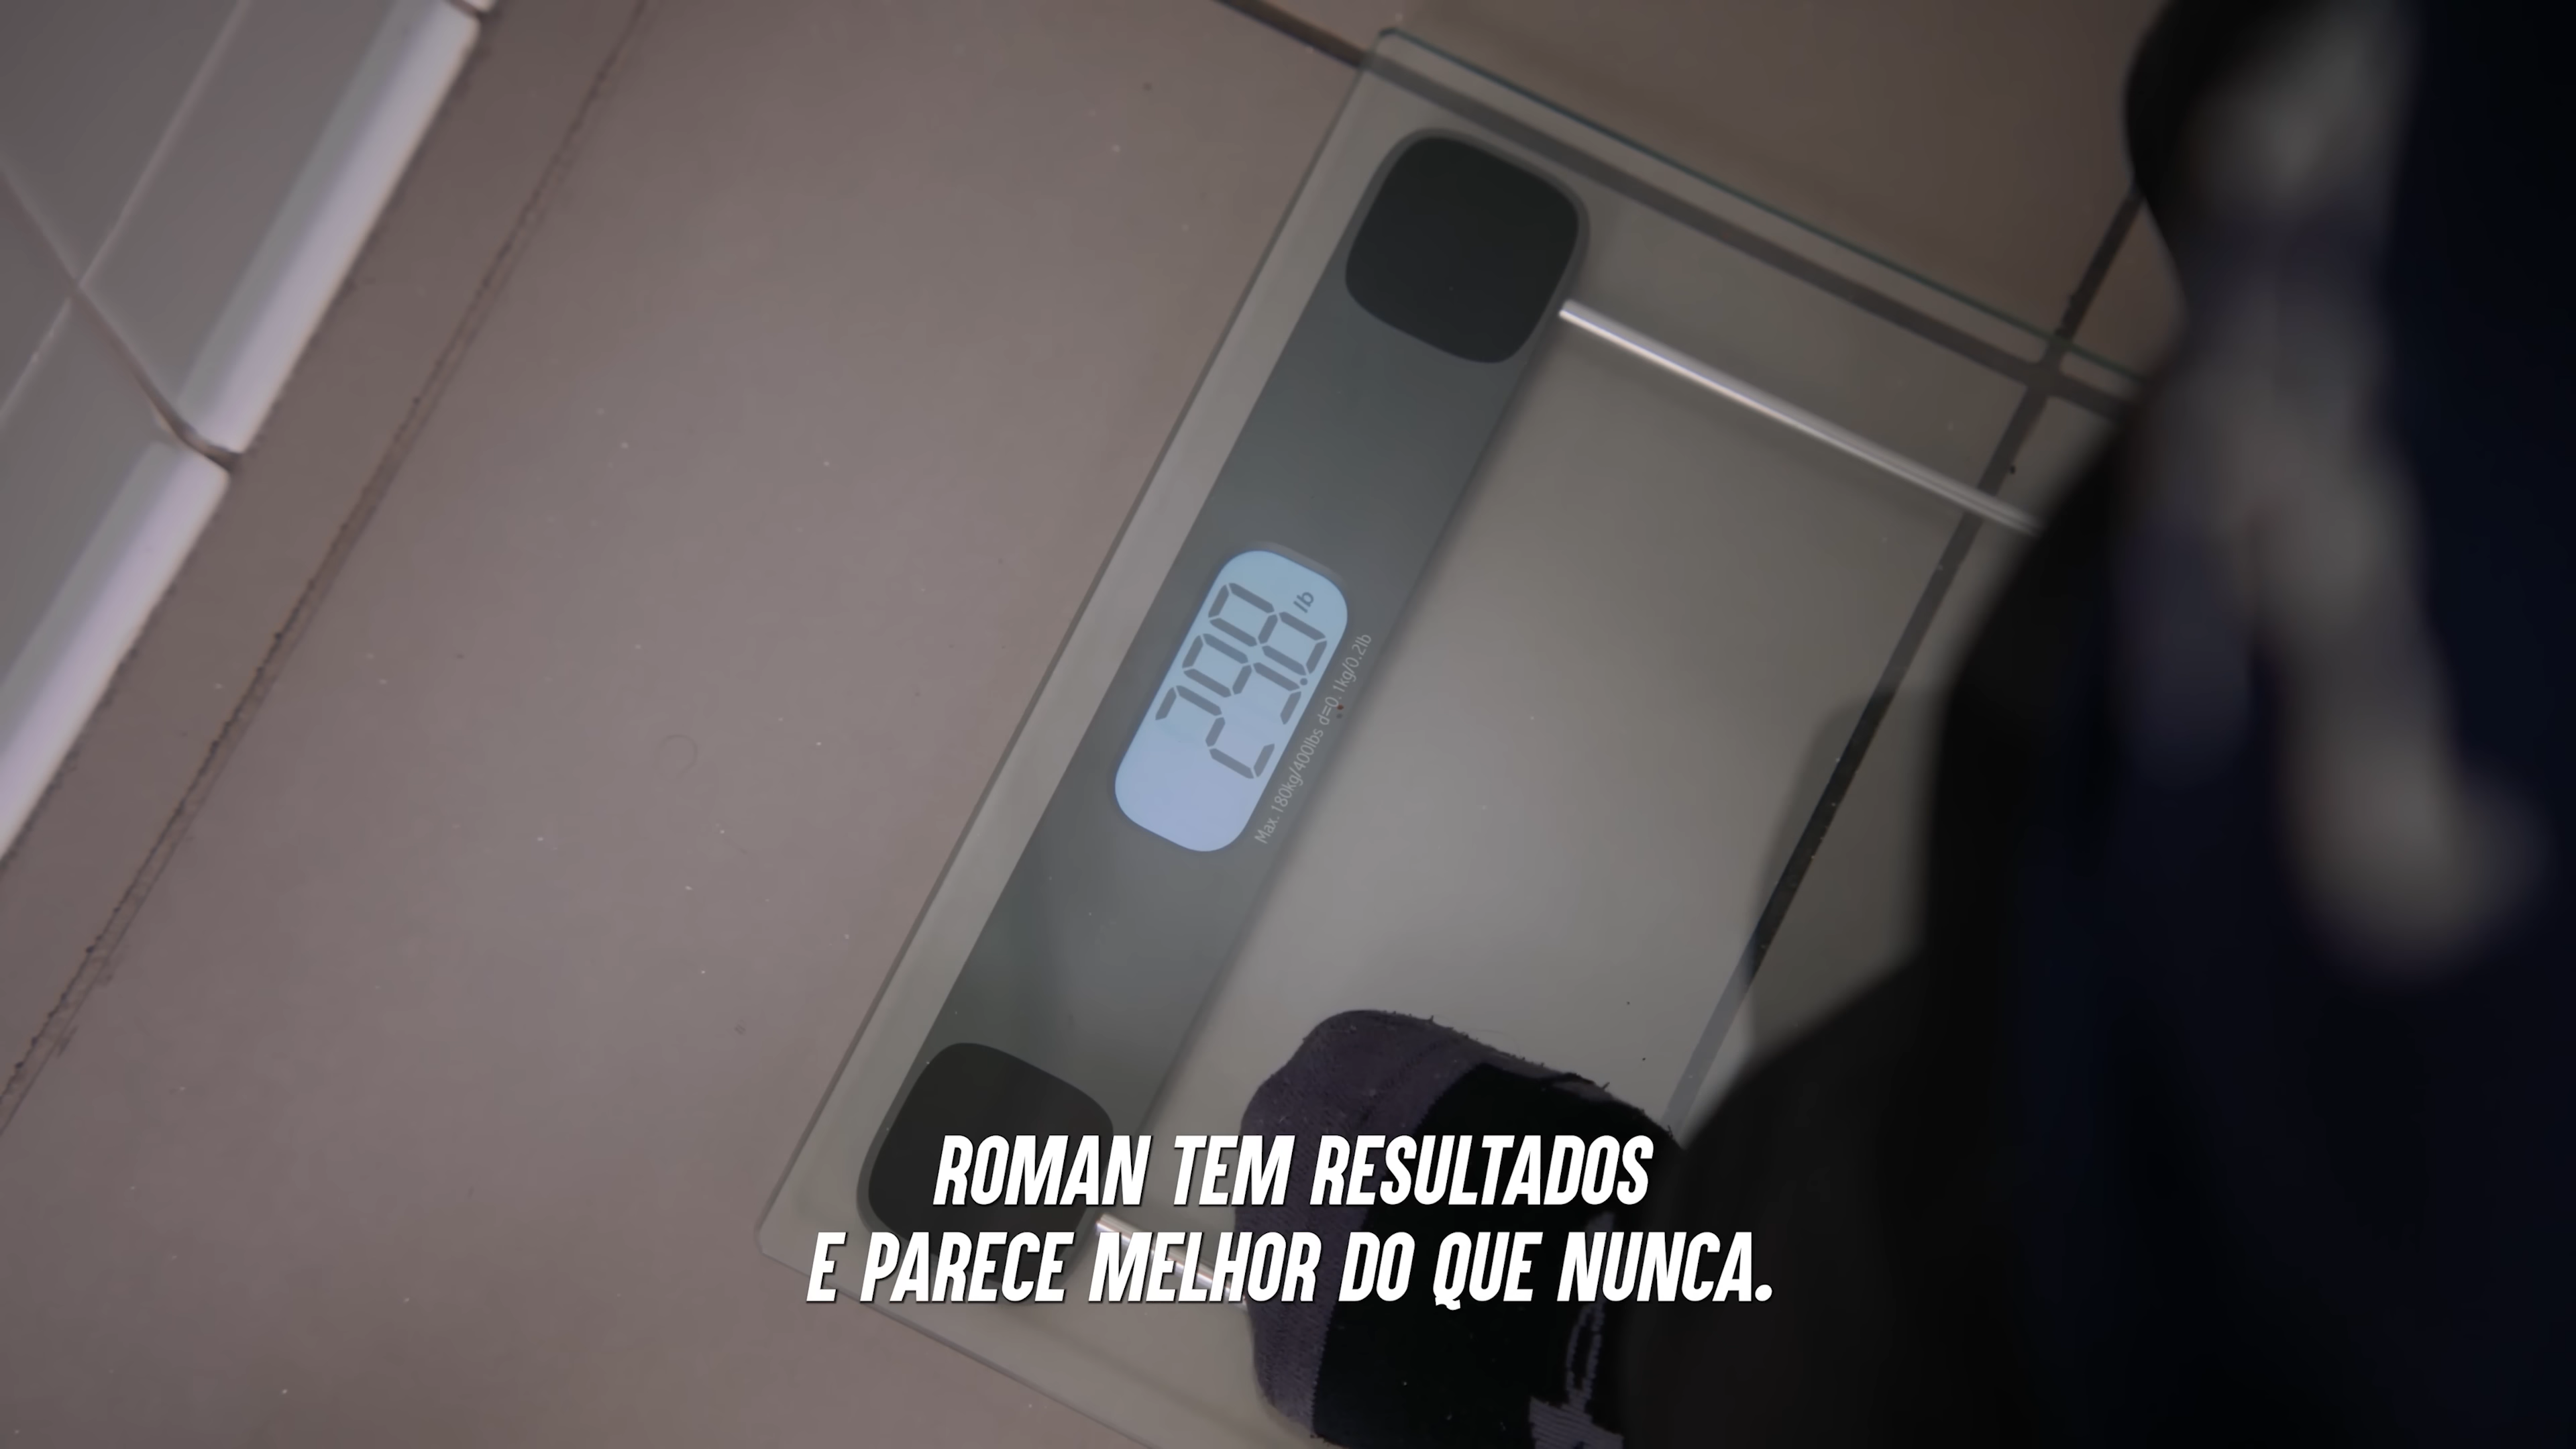 lb
Max. 180kg/400lbs d=0.1kg/0.2lb
ROMAN TEM RESULTADOS
E PARECE MELHOR DO QUE NUNCA.